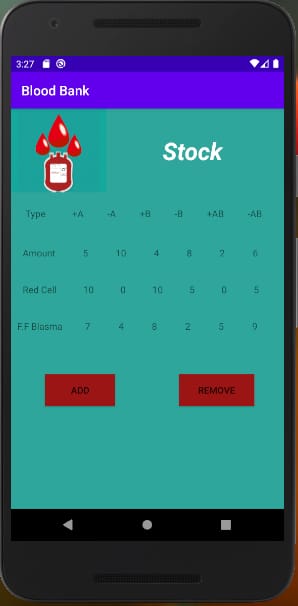 3:27
Blood Bank
Stock
Type +A -A +B -B +AB -AB
Amount 5 10 4 8 2 6
Red Cell 10 0 10 5 0 5
F.F Blasma 7 4 8 2 5 9
ADD REMOVE